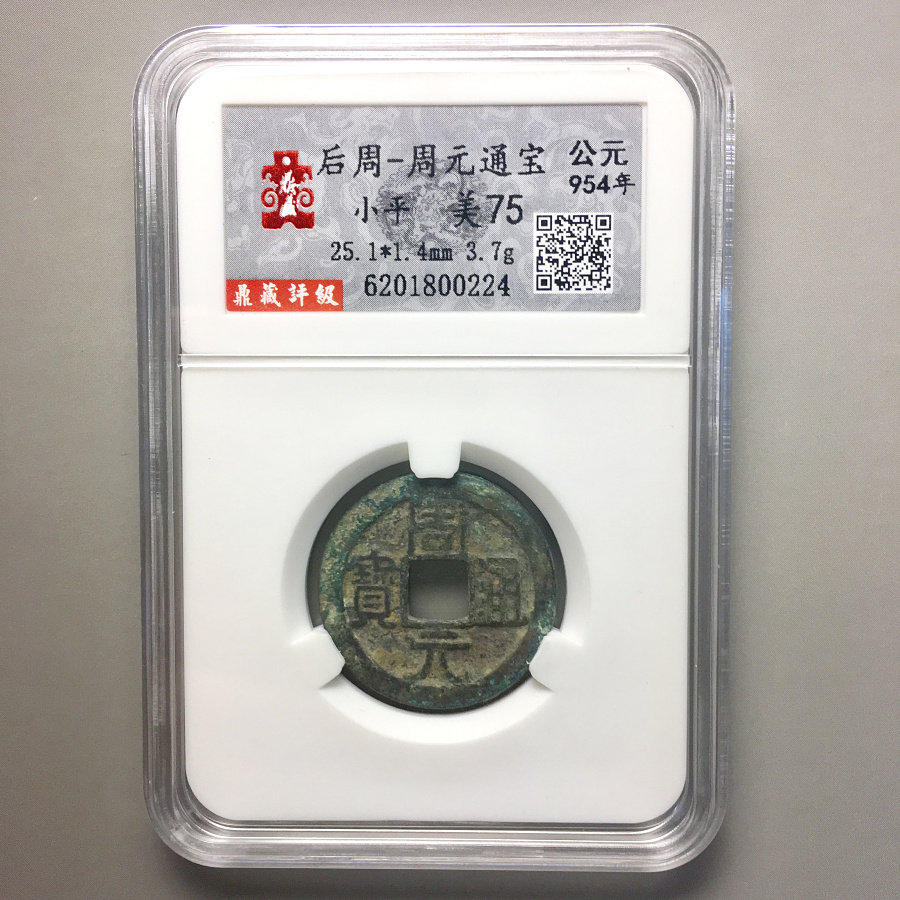 后周-周元通宝 公元
954年
小平 美75
25.1*1.4mm 3.7g
鼎藏評級 6201800224
周元通寶